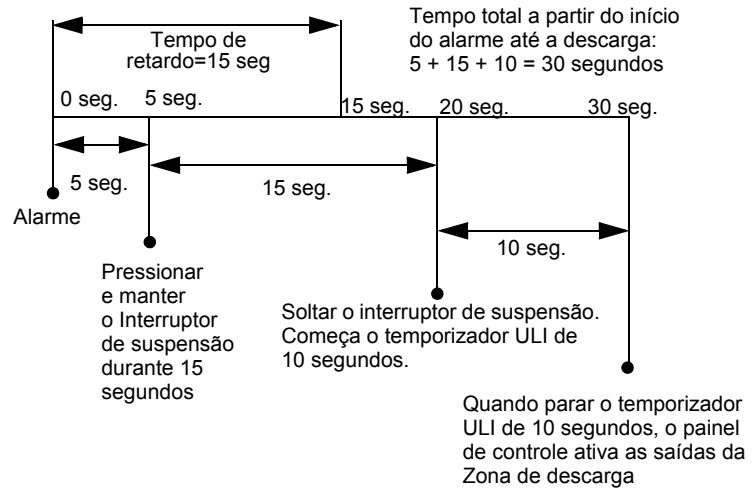 Tempo total a partir do início
do alarme até a descarga:
5 + 15 + 10 = 30 segundos
Tempo de
retardo=15 seg
0 seg.
5 seg.
15 seg.
20 seg.
30 seg.
5 seg.
15 seg.
10 seg.
Alarme
Pressionar
e manter
o Interruptor
de suspensão
durante 15
segundos
Soltar o interruptor de suspensão.
Começa o temporizador ULI de
10 segundos.
Quando parar o temporizador
ULI de 10 segundos, o painel
de controle ativa as saídas da
Zona de descarga